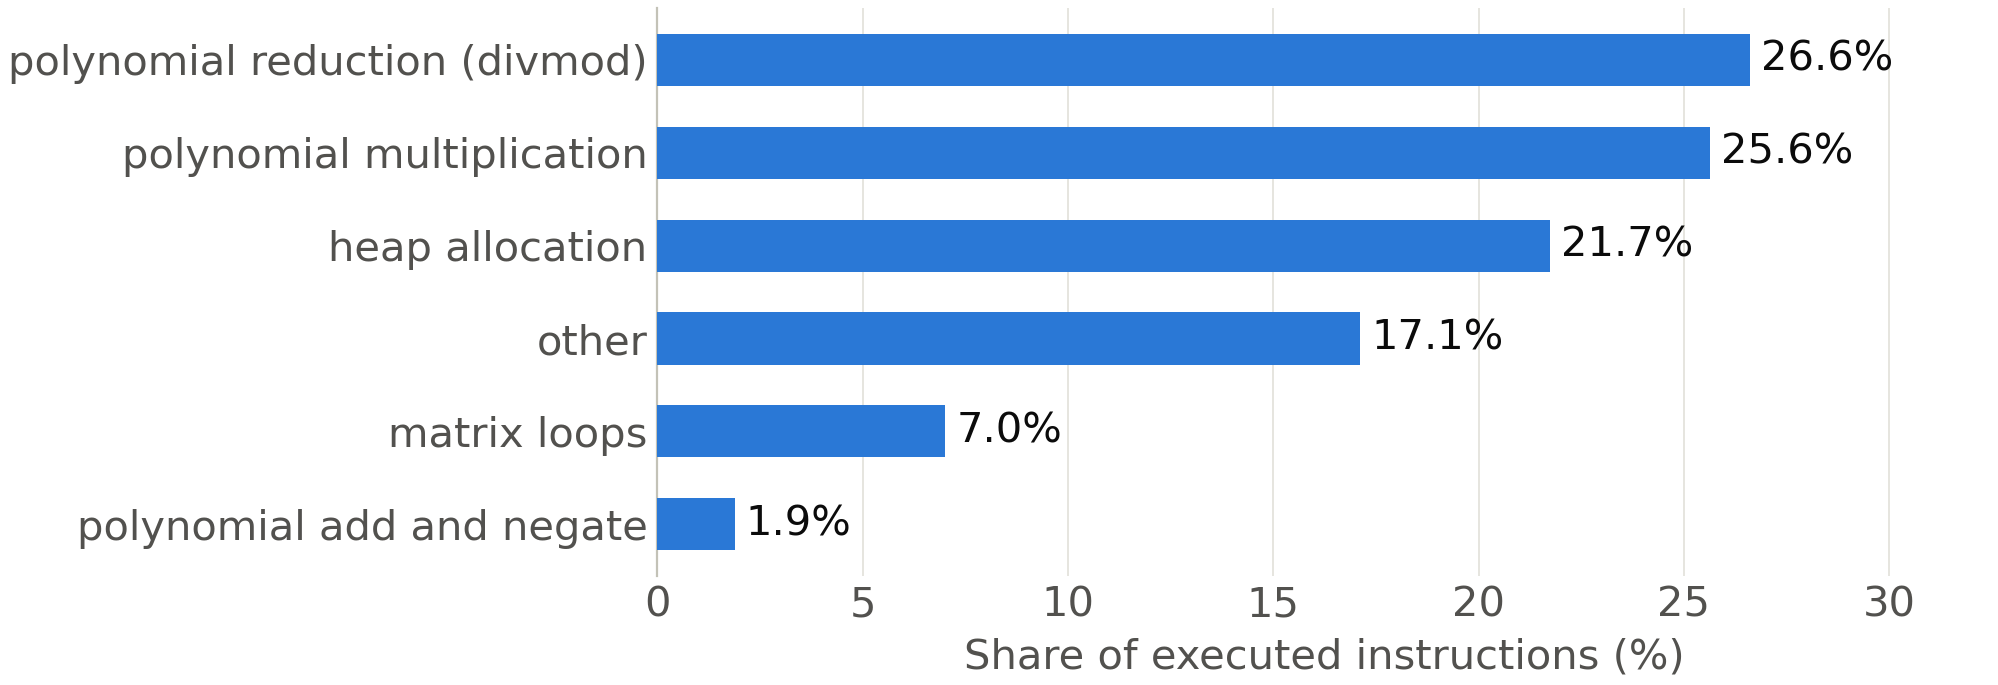 polynomial reduction (divmod) 26.6%
polynomial multiplication 25.6%
heap allocation 21.7%
other 17.1%
matrix loops 7.0%
polynomial add and negate 1.9%
0 5 10 15 20 25 30
Share of executed instructions (%)